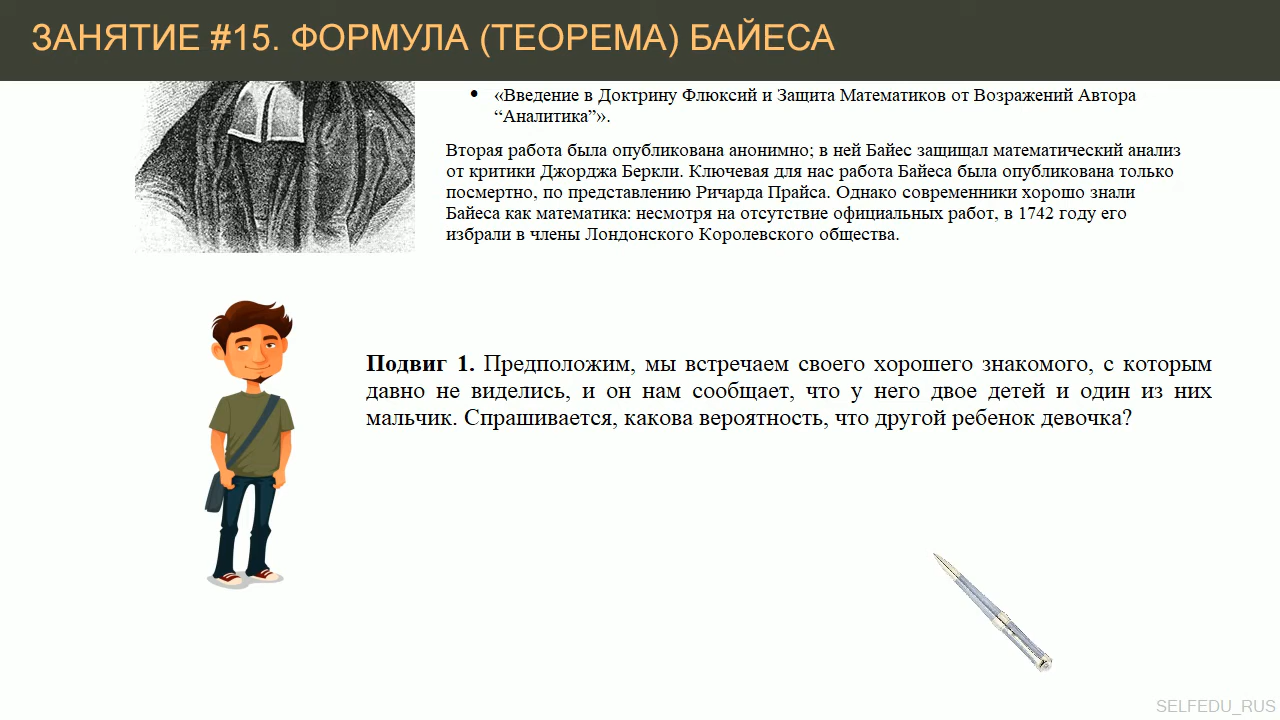 ЗАНЯТИЕ #15. ФОРМУЛА (ТЕОРЕМА) БАЙЕСА
• «Введение в Доктрину Флюксий и Защита Математиков от Возражений Автора
“Аналитика”».
Вторая работа была опубликована анонимно; в ней Байес защищал математический анализ
от критики Джорджа Беркли. Ключевая для нас работа Байеса была опубликована только
посмертно, по представлению Ричарда Прайса. Однако современники хорошо знали
Байеса как математика: несмотря на отсутствие официальных работ, в 1742 году его
избрали в члены Лондонского Королевского общества.
Подвиг 1. Предположим, мы встречаем своего хорошего знакомого, с которым
давно не виделись, и он нам сообщает, что у него двое детей и один из них
мальчик. Спрашивается, какова вероятность, что другой ребенок девочка?
SELFEDU_RUS